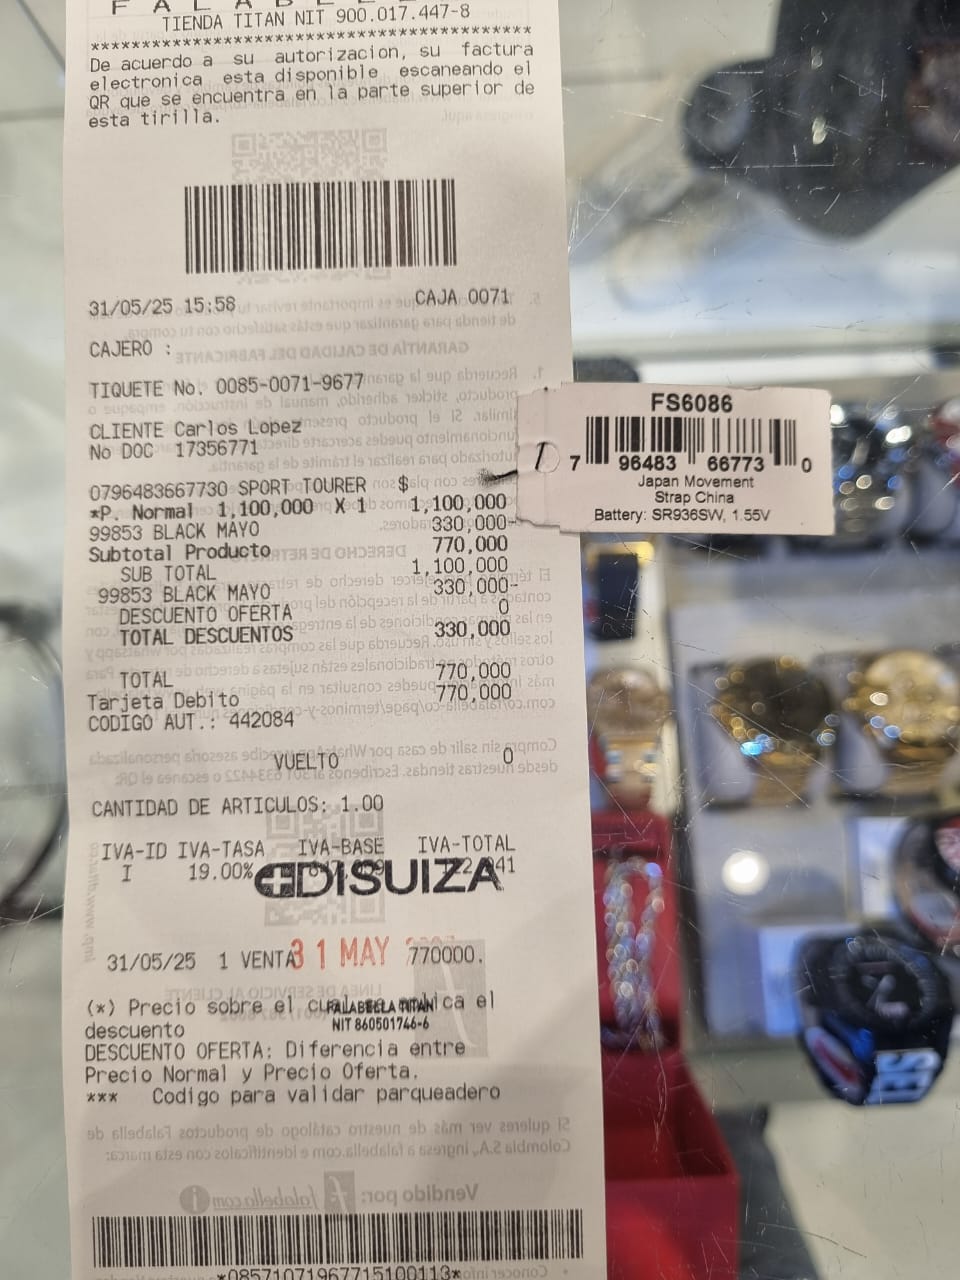 FALABELLA
TIENDA TITAN NIT 900.017.447-8
****************************************
De acuerdo a su autorizacion, su factura
electronica esta disponible escaneando el
QR que se encuentra en la parte superior de
esta tirilla.
31/05/25 15:58 CAJA 0071
CAJERO :
TIQUETE No. 0085-0071-9677
CLIENTE Carlos Lopez
No DOC 17356771
0796483667730 SPORT TOURER $
*P. Normal 1,100,000 X 1 1,100,000
99853 BLACK MAYO 330,000-
Subtotal Producto 770,000
SUB TOTAL 1,100,000
99853 BLACK MAYO 330,000-
DESCUENTO OFERTA 0
TOTAL DESCUENTOS 330,000
TOTAL 770,000
Tarjeta Debito 770,000
CODIGO AUT.: 442084
VUELTO 0
CANTIDAD DE ARTICULOS: 1.00
IVA-ID IVA-TASA IVA-BASE IVA-TOTAL
I 19.00%
DISUIZA
31/05/25 1 VENTA 770000.
31 MAY
(*) Precio sobre el cual aplica el
descuento
FALABELLA TITAN
NIT 860501746-6
DESCUENTO OFERTA: Diferencia entre
Precio Normal y Precio Oferta.
*** Codigo para validar parqueadero
*08571071967715100113*
FS6086
7 96483 66773 0
Japan Movement
Strap China
Battery: SR936SW, 1.55V